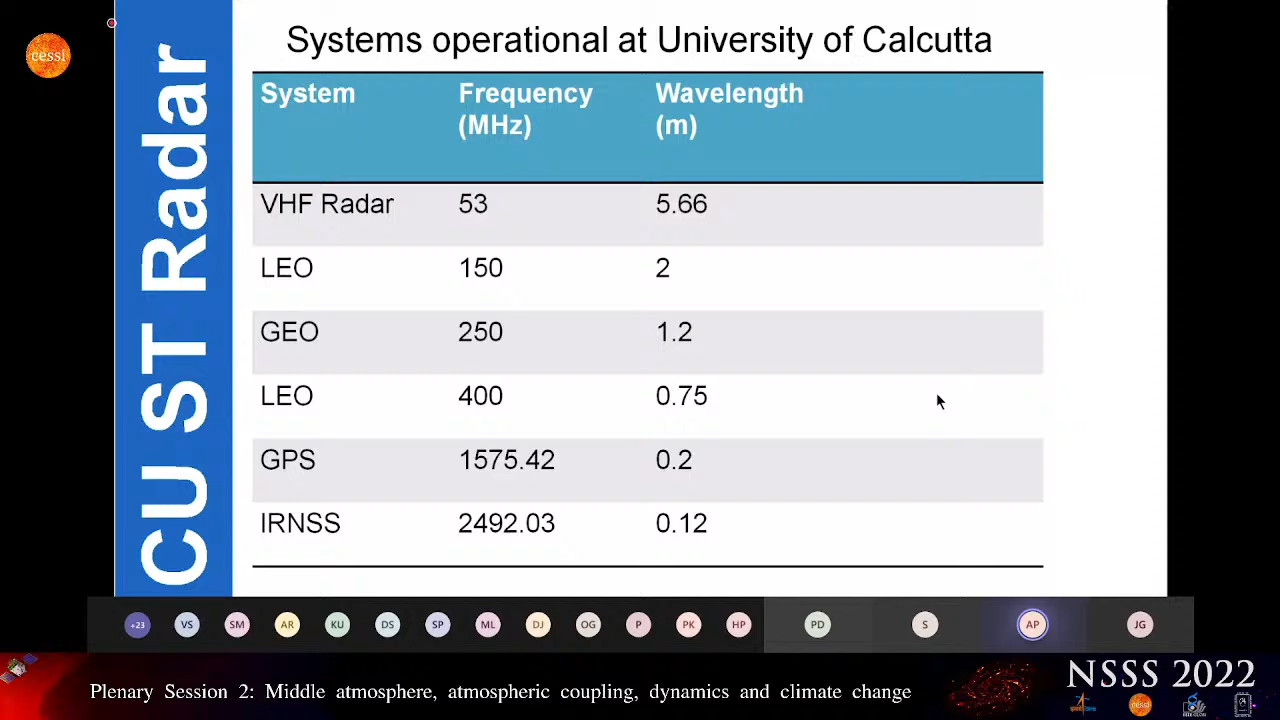 cessi
CU ST Radar
Systems operational at University of Calcutta
System Frequency (MHz) Wavelength (m)
VHF Radar 53 5.66
LEO 150 2
GEO 250 1.2
LEO 400 0.75
GPS 1575.42 0.2
IRNSS 2492.03 0.12
+23 VS SM AR KU DS SP ML DJ OG P PK HP PD S AP JG
Plenary Session 2: Middle atmosphere, atmospheric coupling, dynamics and climate change
NSSS 2022
cessi